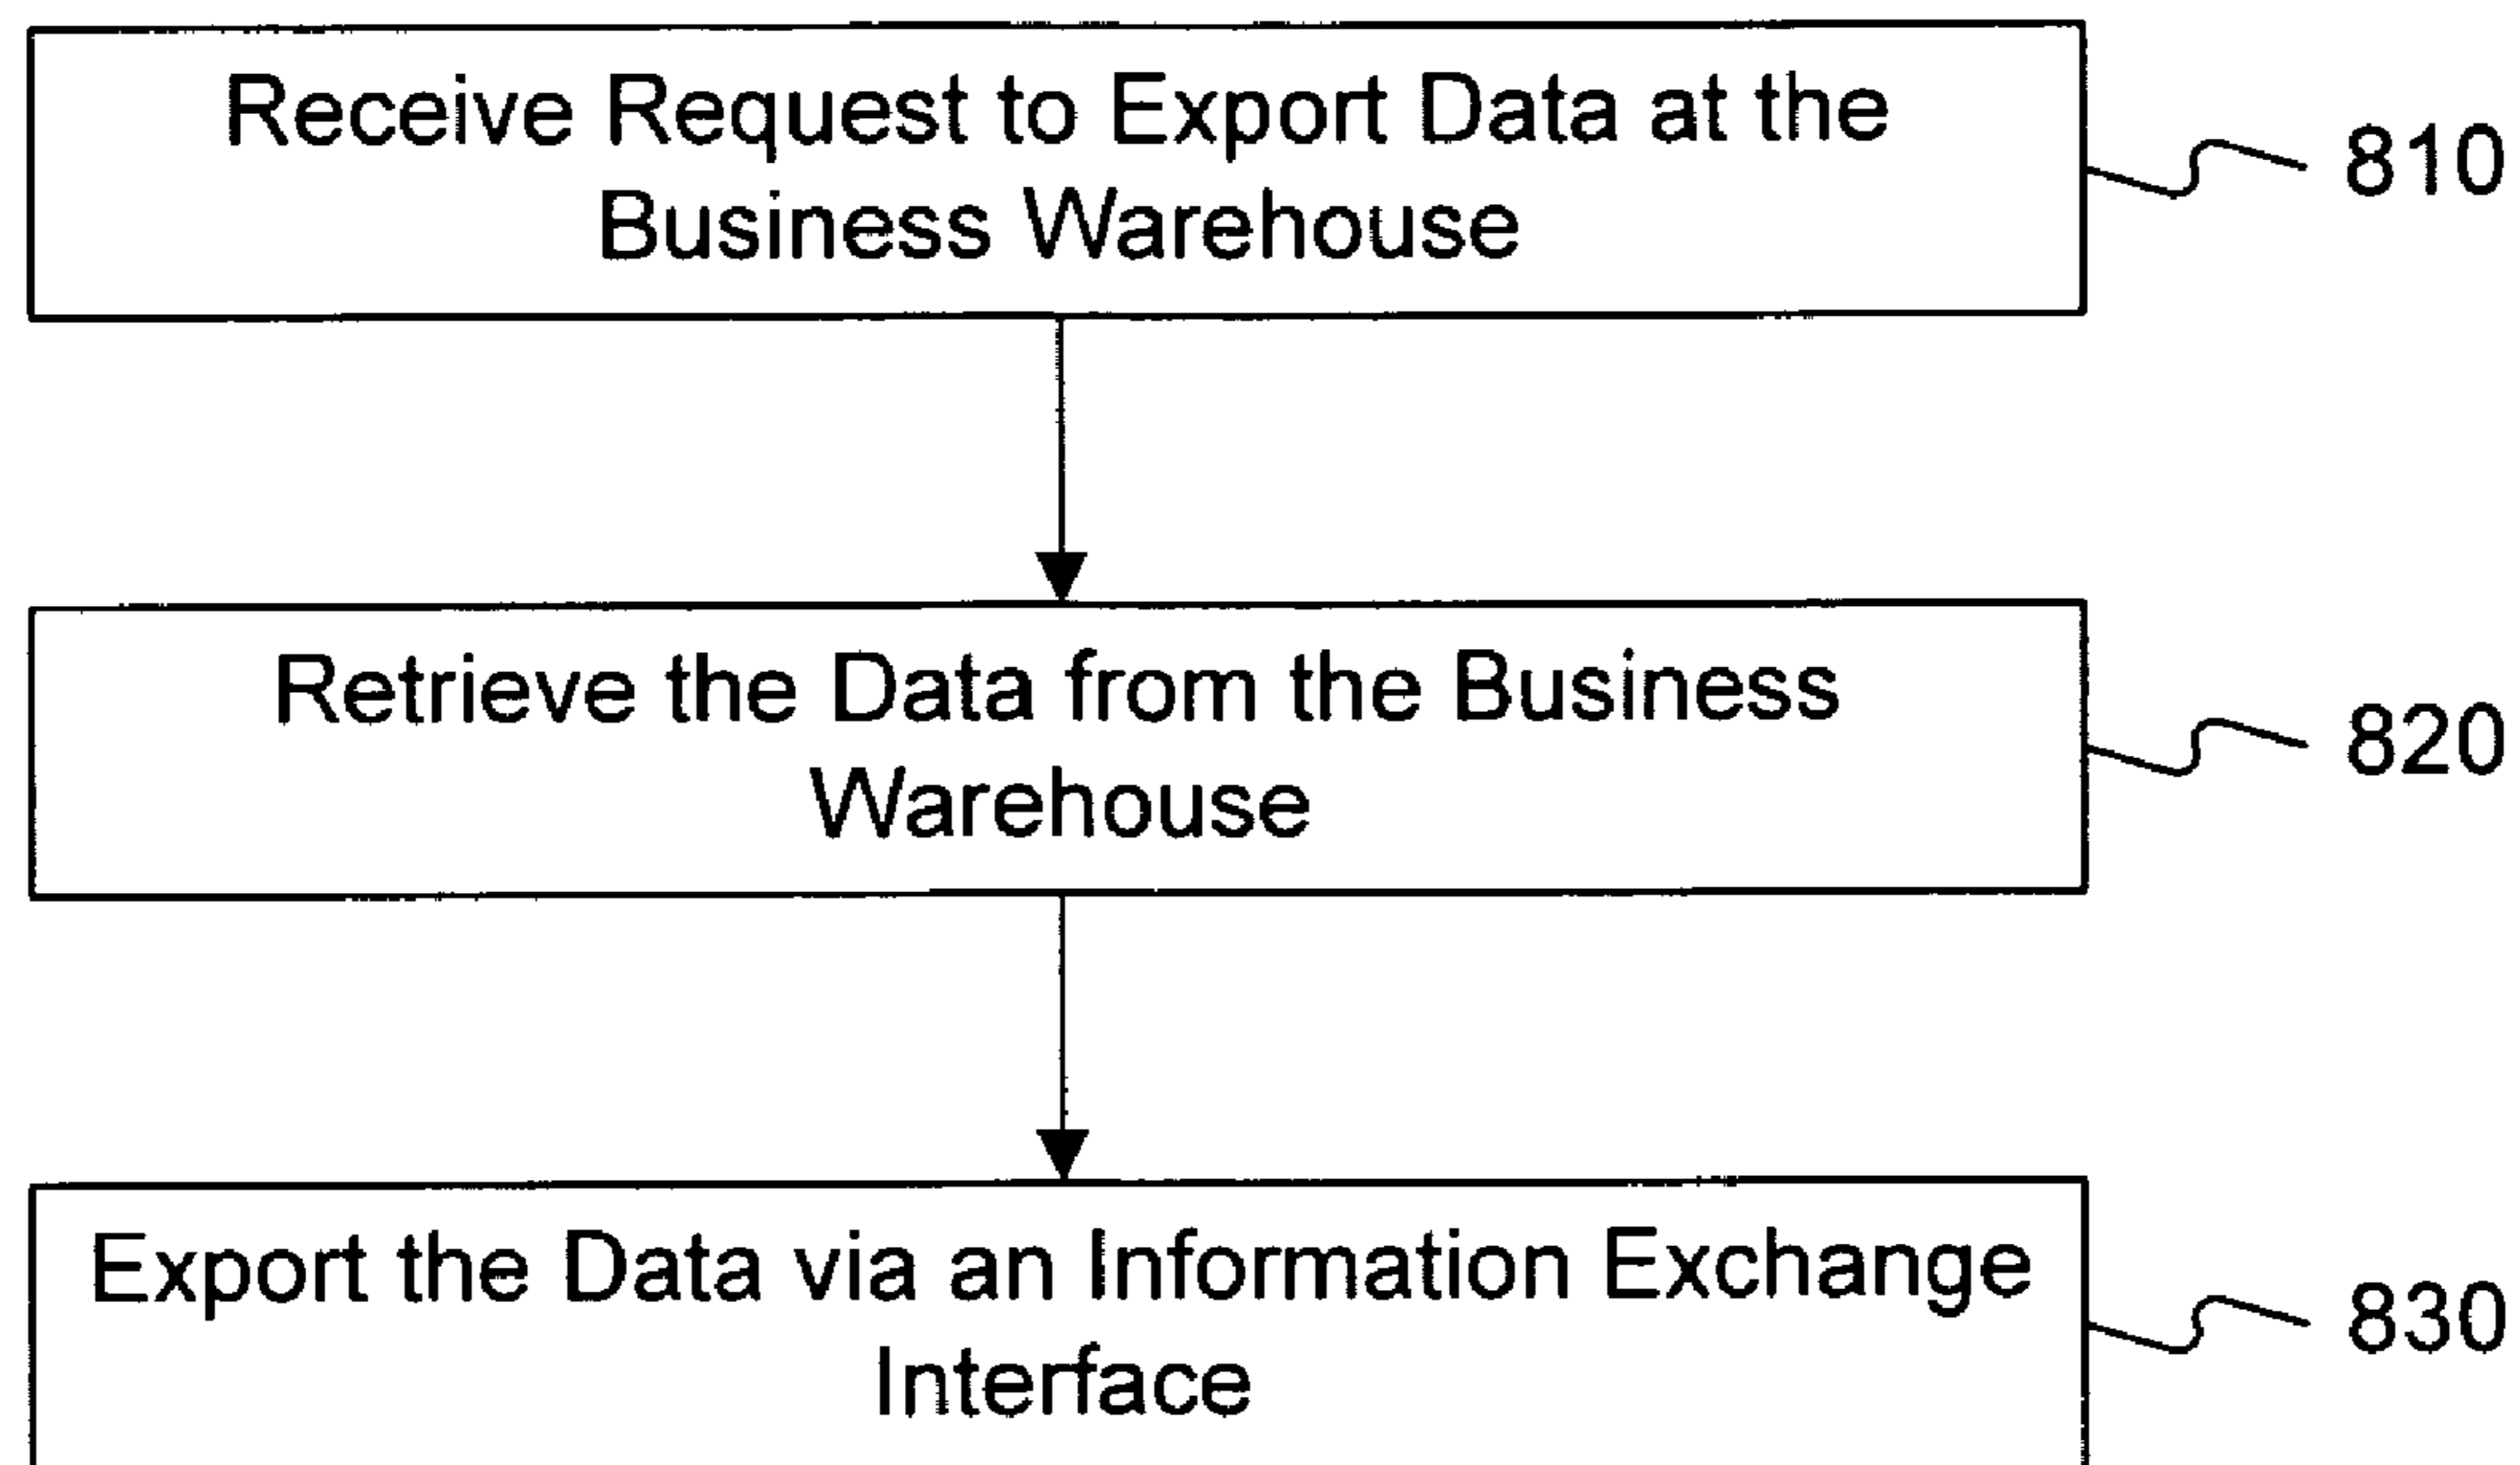 Receive Request to Export Data at the
Business Warehouse
810
Retrieve the Data from the Business
Warehouse
820
Export the Data via an Information Exchange
Interface
830